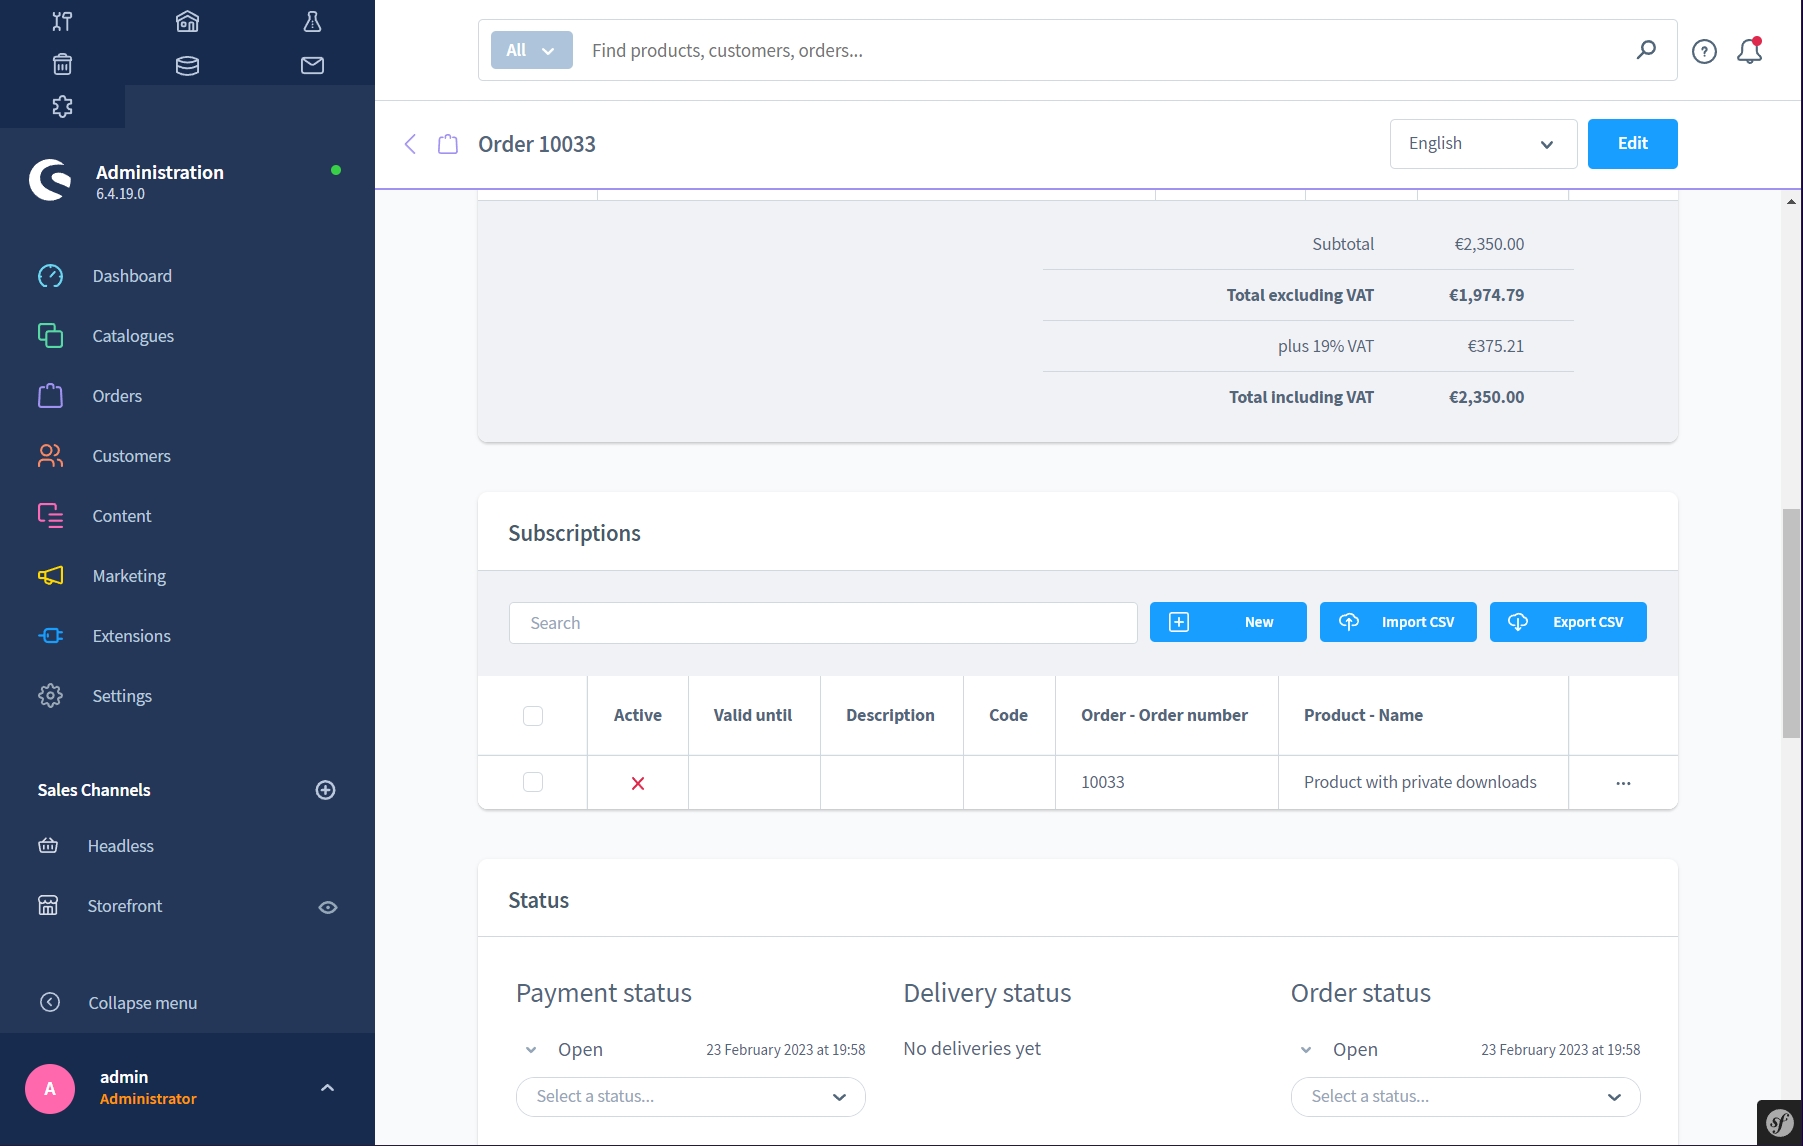 All
Find products, customers, orders...
Order 10033
English
Edit
Administration
6.4.19.0
Dashboard
Catalogues
Orders
Customers
Content
Marketing
Extensions
Settings
Sales Channels
Headless
Storefront
Collapse menu
A
admin
Administrator
Subtotal €2,350.00
Total excluding VAT €1,974.79
plus 19% VAT €375.21
Total including VAT €2,350.00
Subscriptions
Search
New
Import CSV
Export CSV
Active Valid until Description Code Order - Order number Product - Name
10033 Product with private downloads ...
Status
Payment status
Open 23 February 2023 at 19:58
Select a status...
Delivery status
No deliveries yet
Order status
Open 23 February 2023 at 19:58
Select a status...
sf